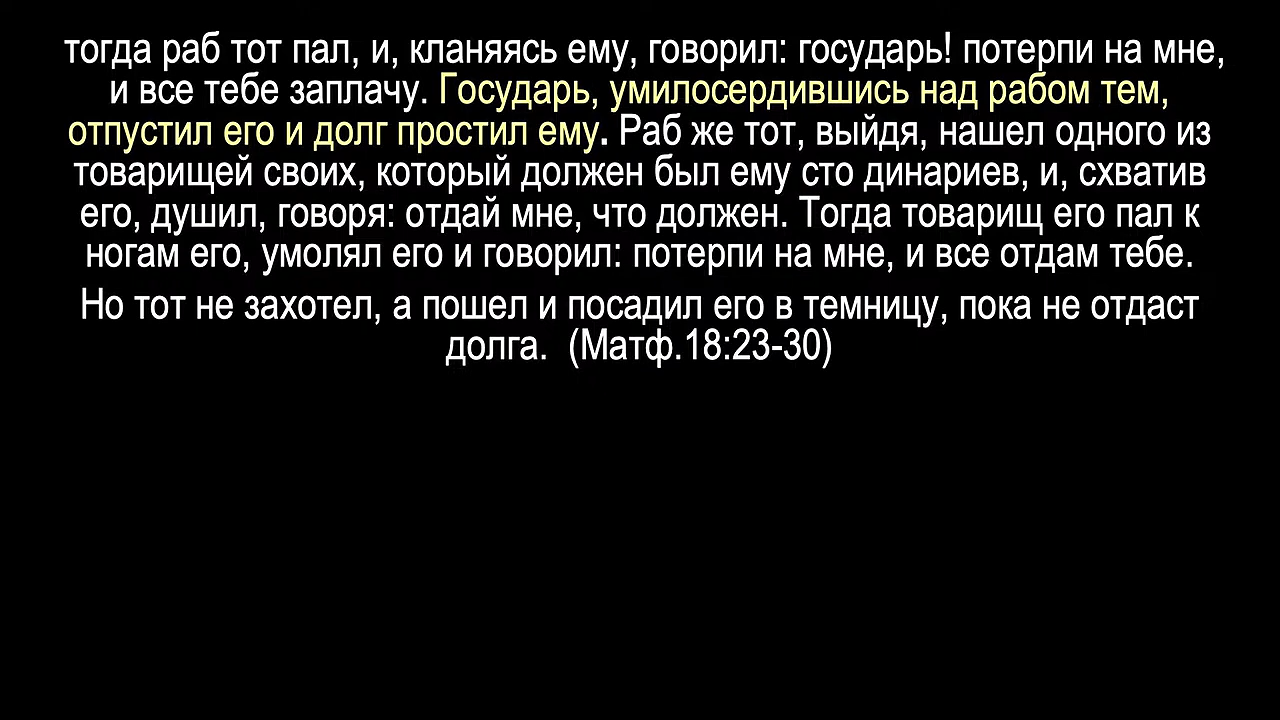 тогда раб тот пал, и, кланяясь ему, говорил: государь! потерпи на мне,
и все тебе заплачу. Государь, умилосердившись над рабом тем,
отпустил его и долг простил ему. Раб же тот, выйдя, нашел одного из
товарищей своих, который должен был ему сто динариев, и, схватив
его, душил, говоря: отдай мне, что должен. Тогда товарищ его пал к
ногам его, умолял его и говорил: потерпи на мне, и все отдам тебе.
Но тот не захотел, а пошел и посадил его в темницу, пока не отдаст
долга. (Матф.18:23-30)